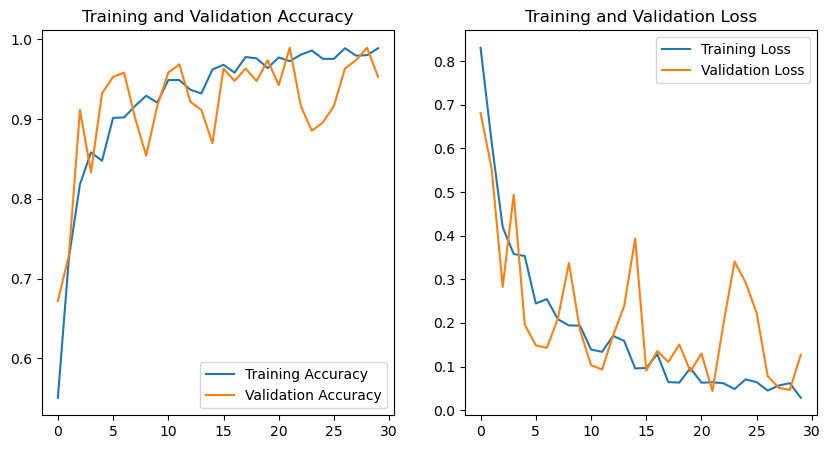 Training and Validation Accuracy
1.0
0.9
0.8
0.7
0.6
0 5 10 15 20 25 30
Training Accuracy
Validation Accuracy
Training and Validation Loss
0.8
0.7
0.6
0.5
0.4
0.3
0.2
0.1
0.0
0 5 10 15 20 25 30
Training Loss
Validation Loss